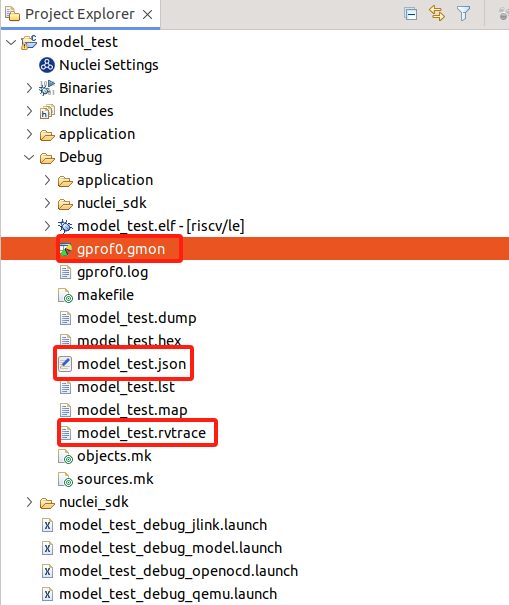 Project Explorer
model_test
Nuclei Settings
Binaries
Includes
application
Debug
application
nuclei_sdk
model_test.elf - [riscv/le]
gprof0.gmon
gprof0.log
makefile
model_test.dump
model_test.hex
model_test.json
model_test.lst
model_test.map
model_test.rvtrace
objects.mk
sources.mk
nuclei_sdk
model_test_debug_jlink.launch
model_test_debug_model.launch
model_test_debug_openocd.launch
model_test_debug_qemu.launch